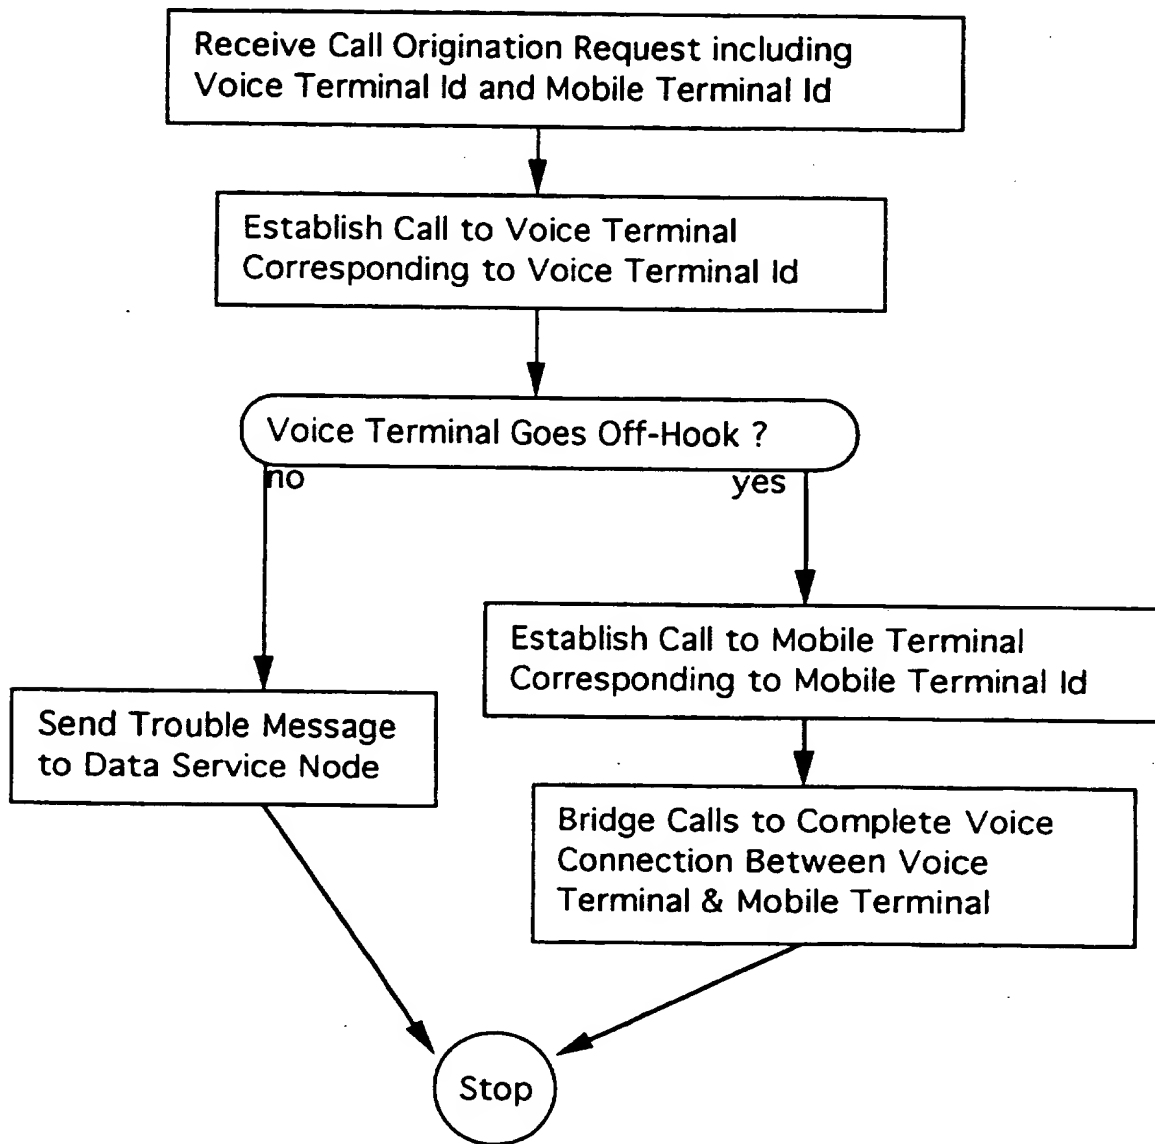 Receive Call Origination Request including
Voice Terminal Id and Mobile Terminal Id
Establish Call to Voice Terminal
Corresponding to Voice Terminal Id
Voice Terminal Goes Off-Hook ?
no
yes
Establish Call to Mobile Terminal
Corresponding to Mobile Terminal Id
Send Trouble Message
to Data Service Node
Bridge Calls to Complete Voice
Connection Between Voice
Terminal & Mobile Terminal
Stop